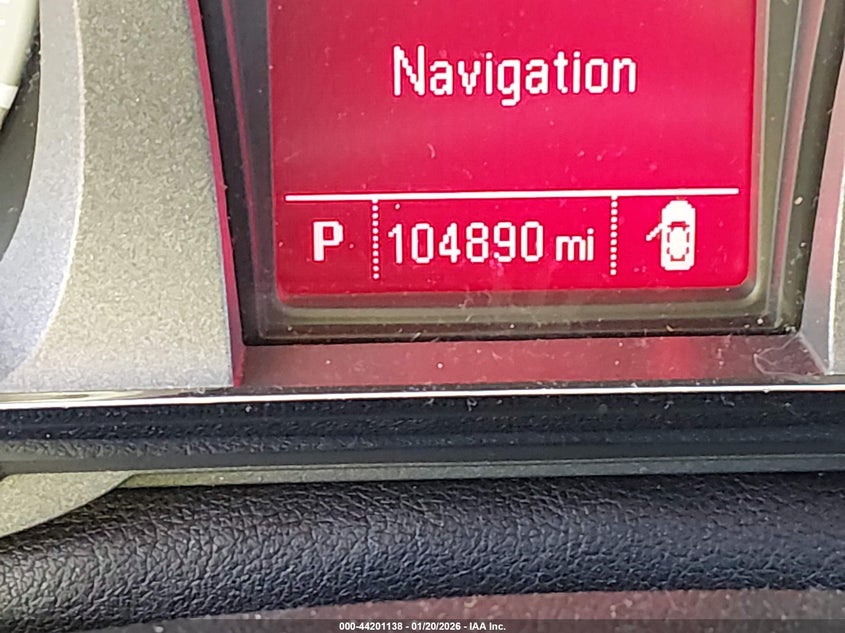 Navigation
P 104890 mi
000-44201138 - 01/20/2026 - IAA Inc.